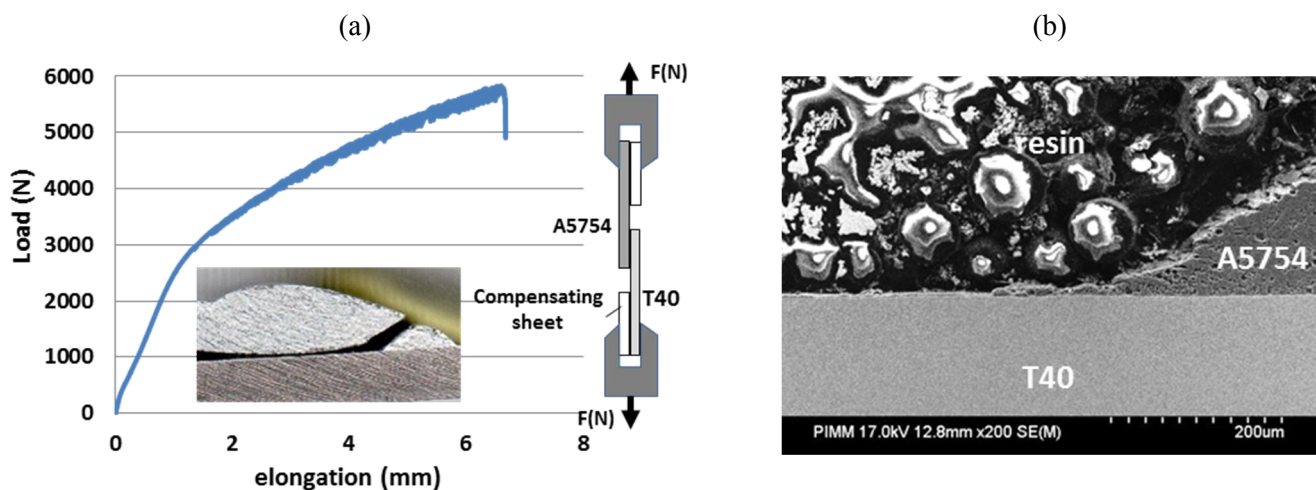 (a)
(b)
6000
5000
4000
3000
2000
1000
0
Load (N)
0
2
4
6
8
elongation (mm)
F(N)
A5754
Compensating
sheet
T40
F(N)
resin
A5754
T40
PIMM 17.0kV 12.8mm x200 SE(M)
200um